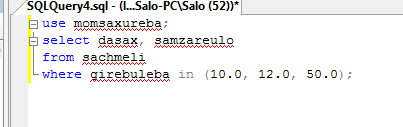 SQLQuery4.sql - (l...Salo-PC\Salo (52))*
use momsaxureba;
select dasax, samzareulo
from sachmeli
where girebuleba in (10.0, 12.0, 50.0);